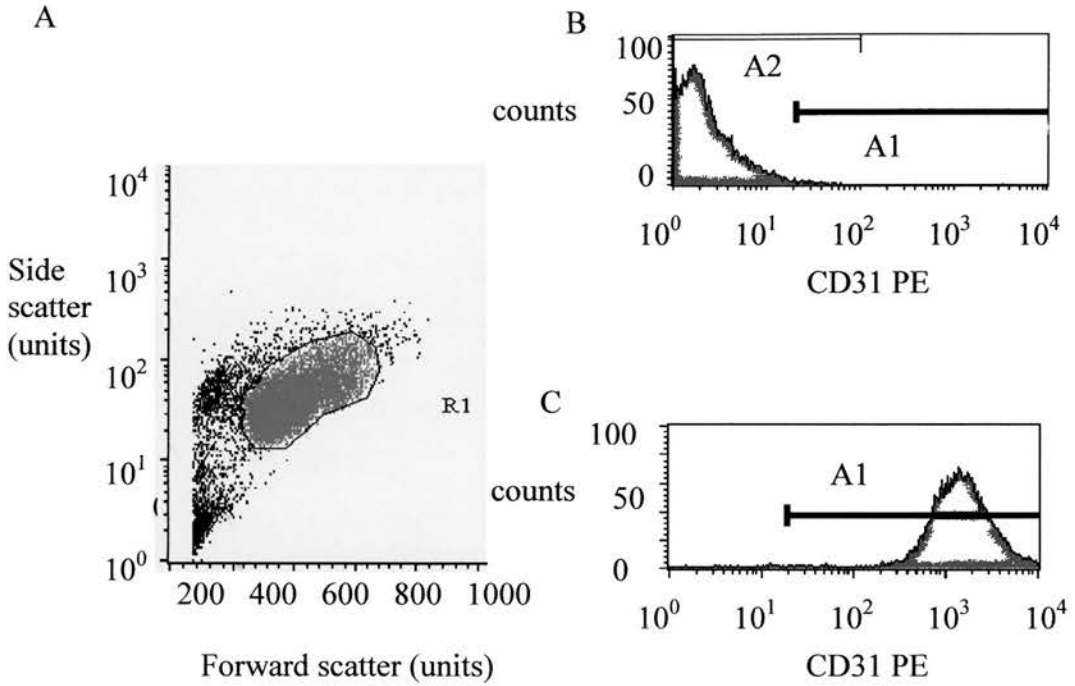 A
Side
scatter
(units)
10^4
10^3
10^2
10^1
10^0
200 400 600 800 1000
Forward scatter (units)
R1
B
counts
100
50
0
A2
A1
10^0 10^1 10^2 10^3 10^4
CD31 PE
C
counts
100
50
0
A1
10^0 10^1 10^2 10^3 10^4
CD31 PE